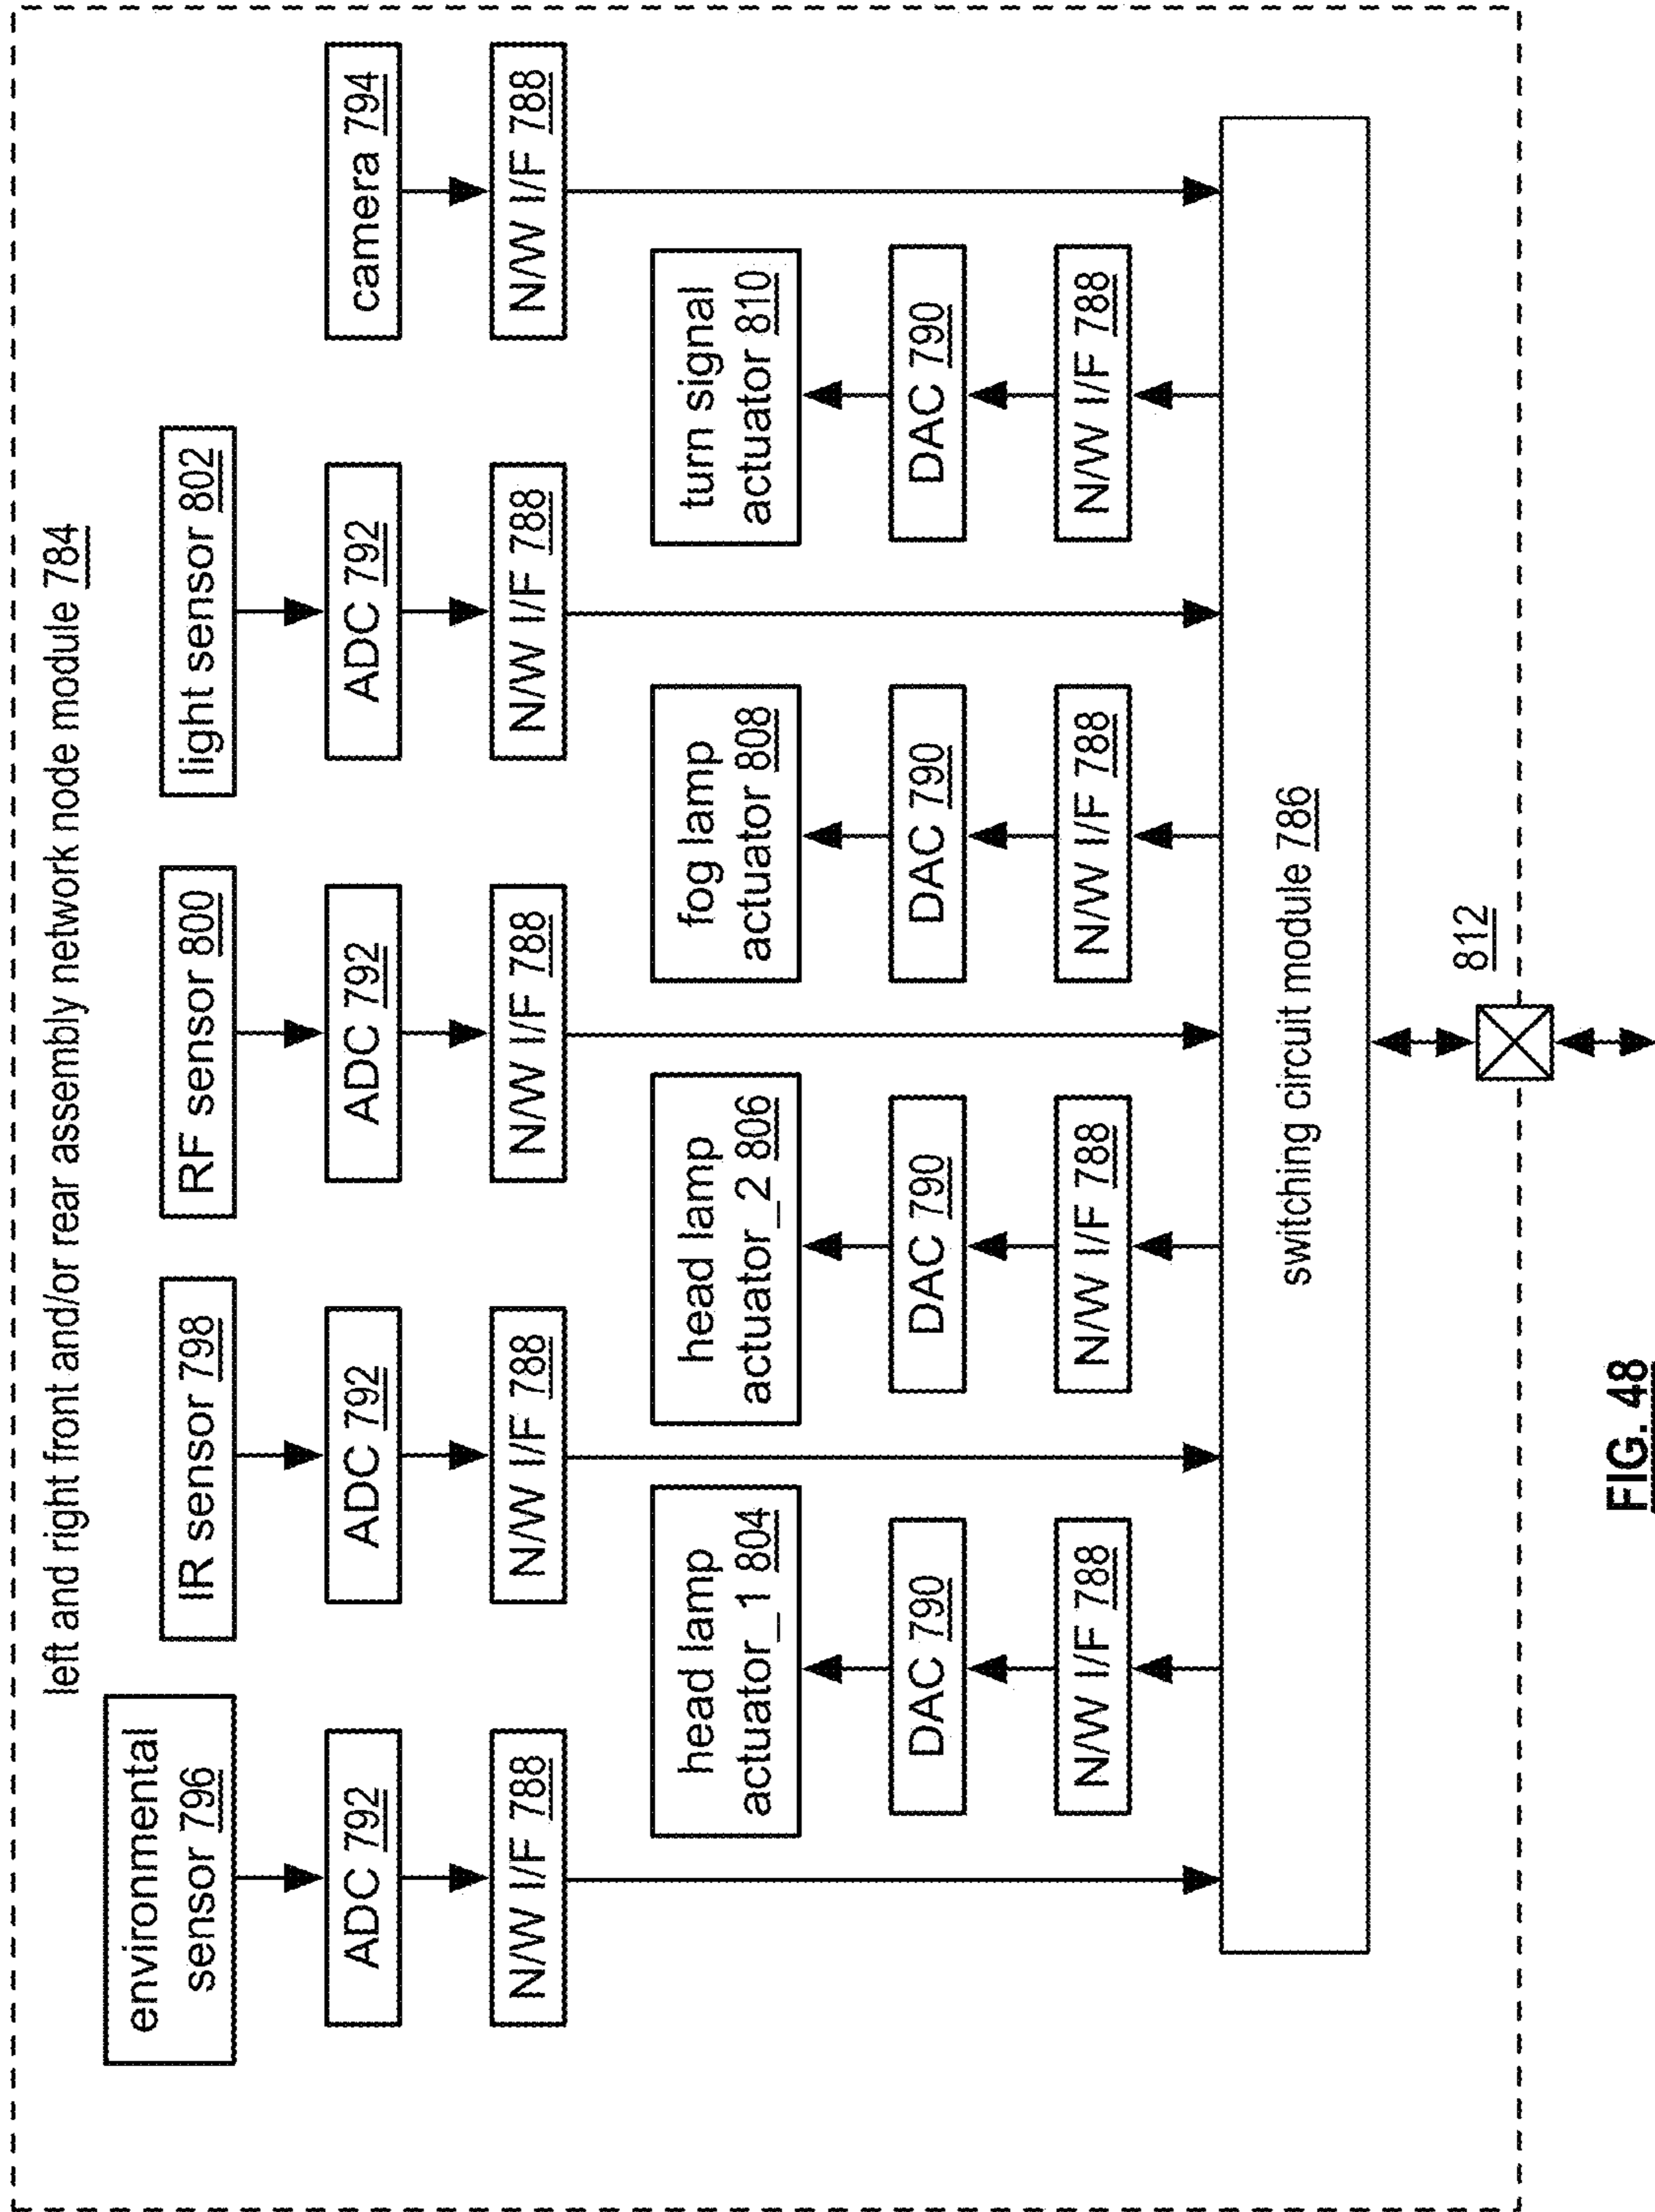 left and right front and/or rear assembly network node module 784
environmental
sensor 796
IR sensor 798
RF sensor 800
light sensor 802
ADC 792
ADC 792
ADC 792
ADC 792
camera 794
N/W I/F 788
N/W I/F 788
N/W I/F 788
N/W I/F 788
N/W I/F 788
head lamp
actuator_1 804
head lamp
actuator_2 806
fog lamp
actuator 808
turn signal
actuator 810
DAC 790
DAC 790
DAC 790
DAC 790
N/W I/F 788
N/W I/F 788
N/W I/F 788
N/W I/F 788
switching circuit module 786
812
FIG. 48